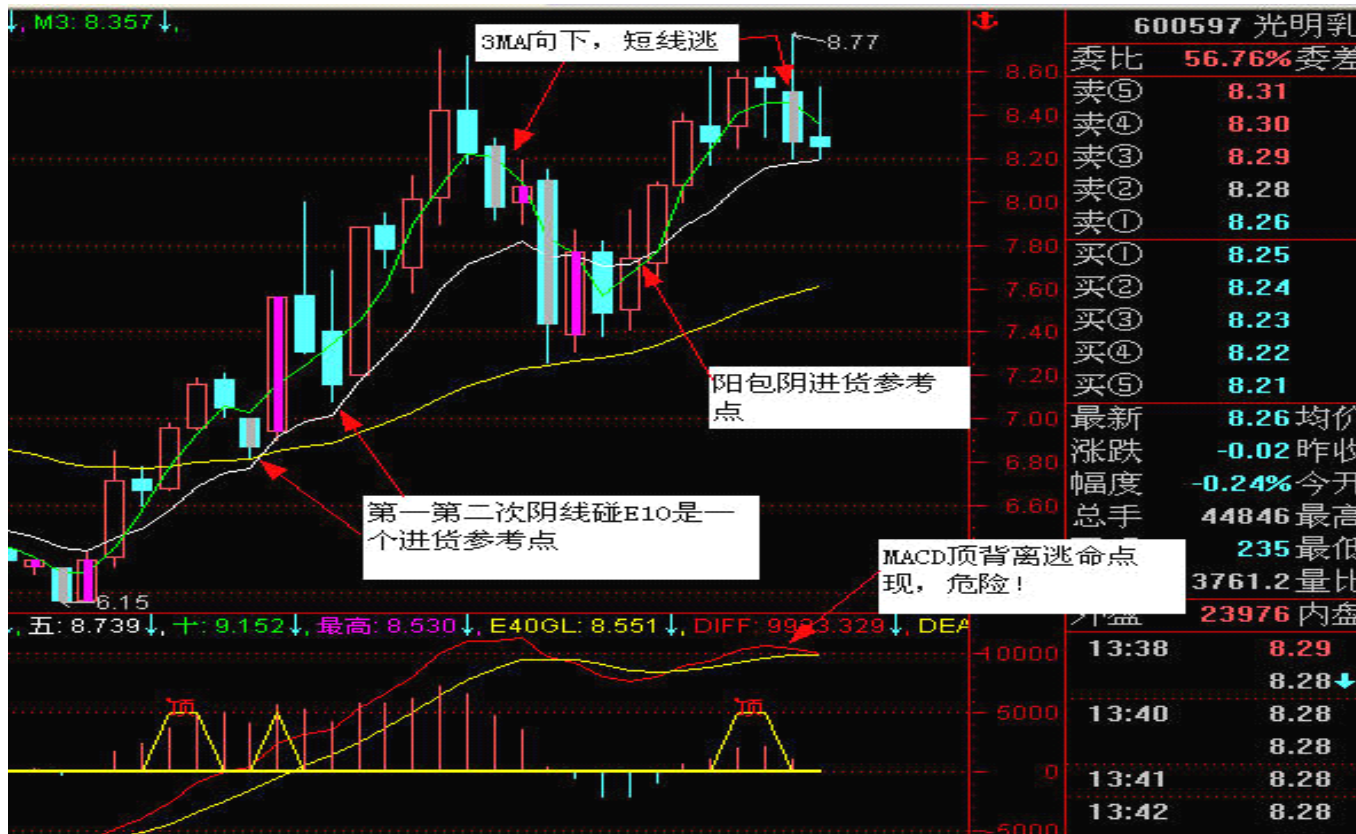 ↓, M3: 8.357↓,
3MA向下，短线逃
8.77
阳包阴进货参考
点
第一第二次阴线碰E10是一
个进货参考点
MACD顶背离逃命点
现，危险！
6.15
8.60
8.40
8.20
8.00
7.80
7.60
7.40
7.20
7.00
6.80
6.60
↓, 五: 8.739↓, 十: 9.152↓, 最高: 8.530↓, E40GL: 8.551↓, DIFF: 9983.329↓, DEA
顶
顶
10000
5000
0
-5000
600597 光明乳
委比 56.76% 委差
卖⑤ 8.31
卖④ 8.30
卖③ 8.29
卖② 8.28
卖① 8.26
买① 8.25
买② 8.24
买③ 8.23
买④ 8.22
买⑤ 8.21
最新 8.26 均价
涨跌 -0.02 昨收
幅度 -0.24% 今开
总手 44846 最高
235 最低
3761.2 量比
外盘 23976 内盘
13:38 8.29
8.28↓
13:40 8.28
8.28
13:41 8.28
13:42 8.28